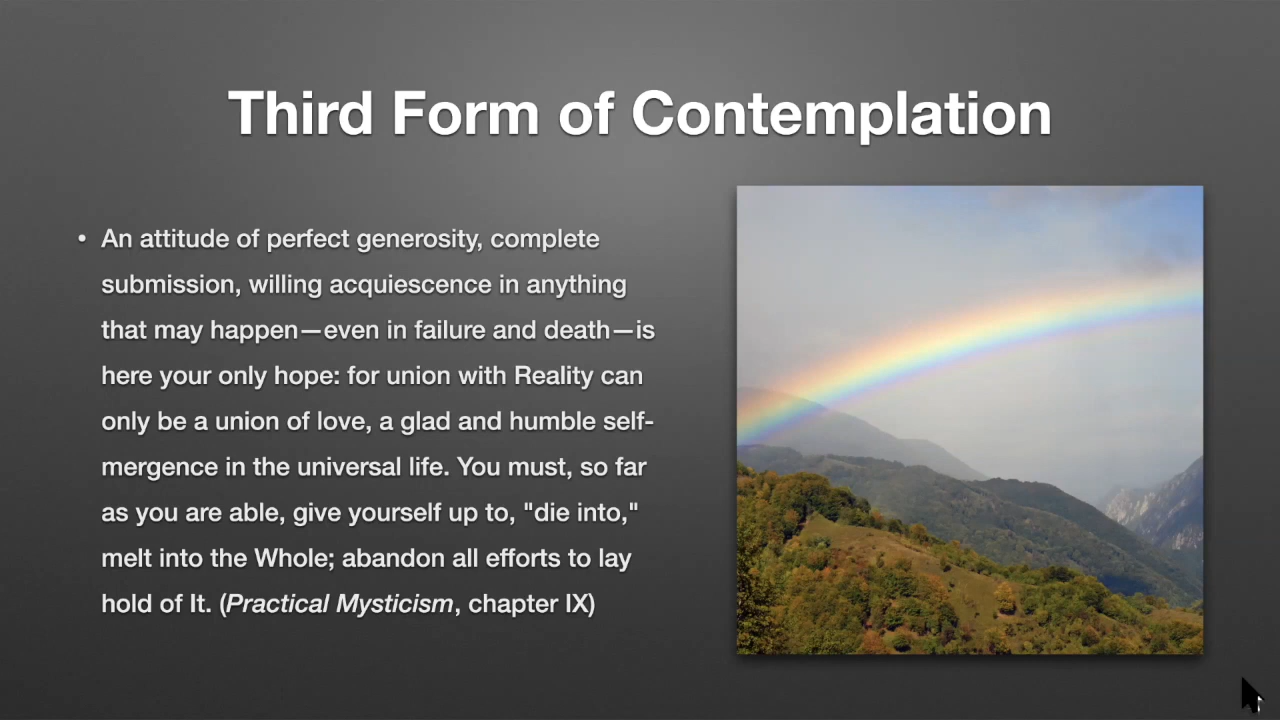 Third Form of Contemplation
• An attitude of perfect generosity, complete
submission, willing acquiescence in anything
that may happen—even in failure and death—is
here your only hope: for union with Reality can
only be a union of love, a glad and humble self-
mergence in the universal life. You must, so far
as you are able, give yourself up to, "die into,"
melt into the Whole; abandon all efforts to lay
hold of It. (Practical Mysticism, chapter IX)